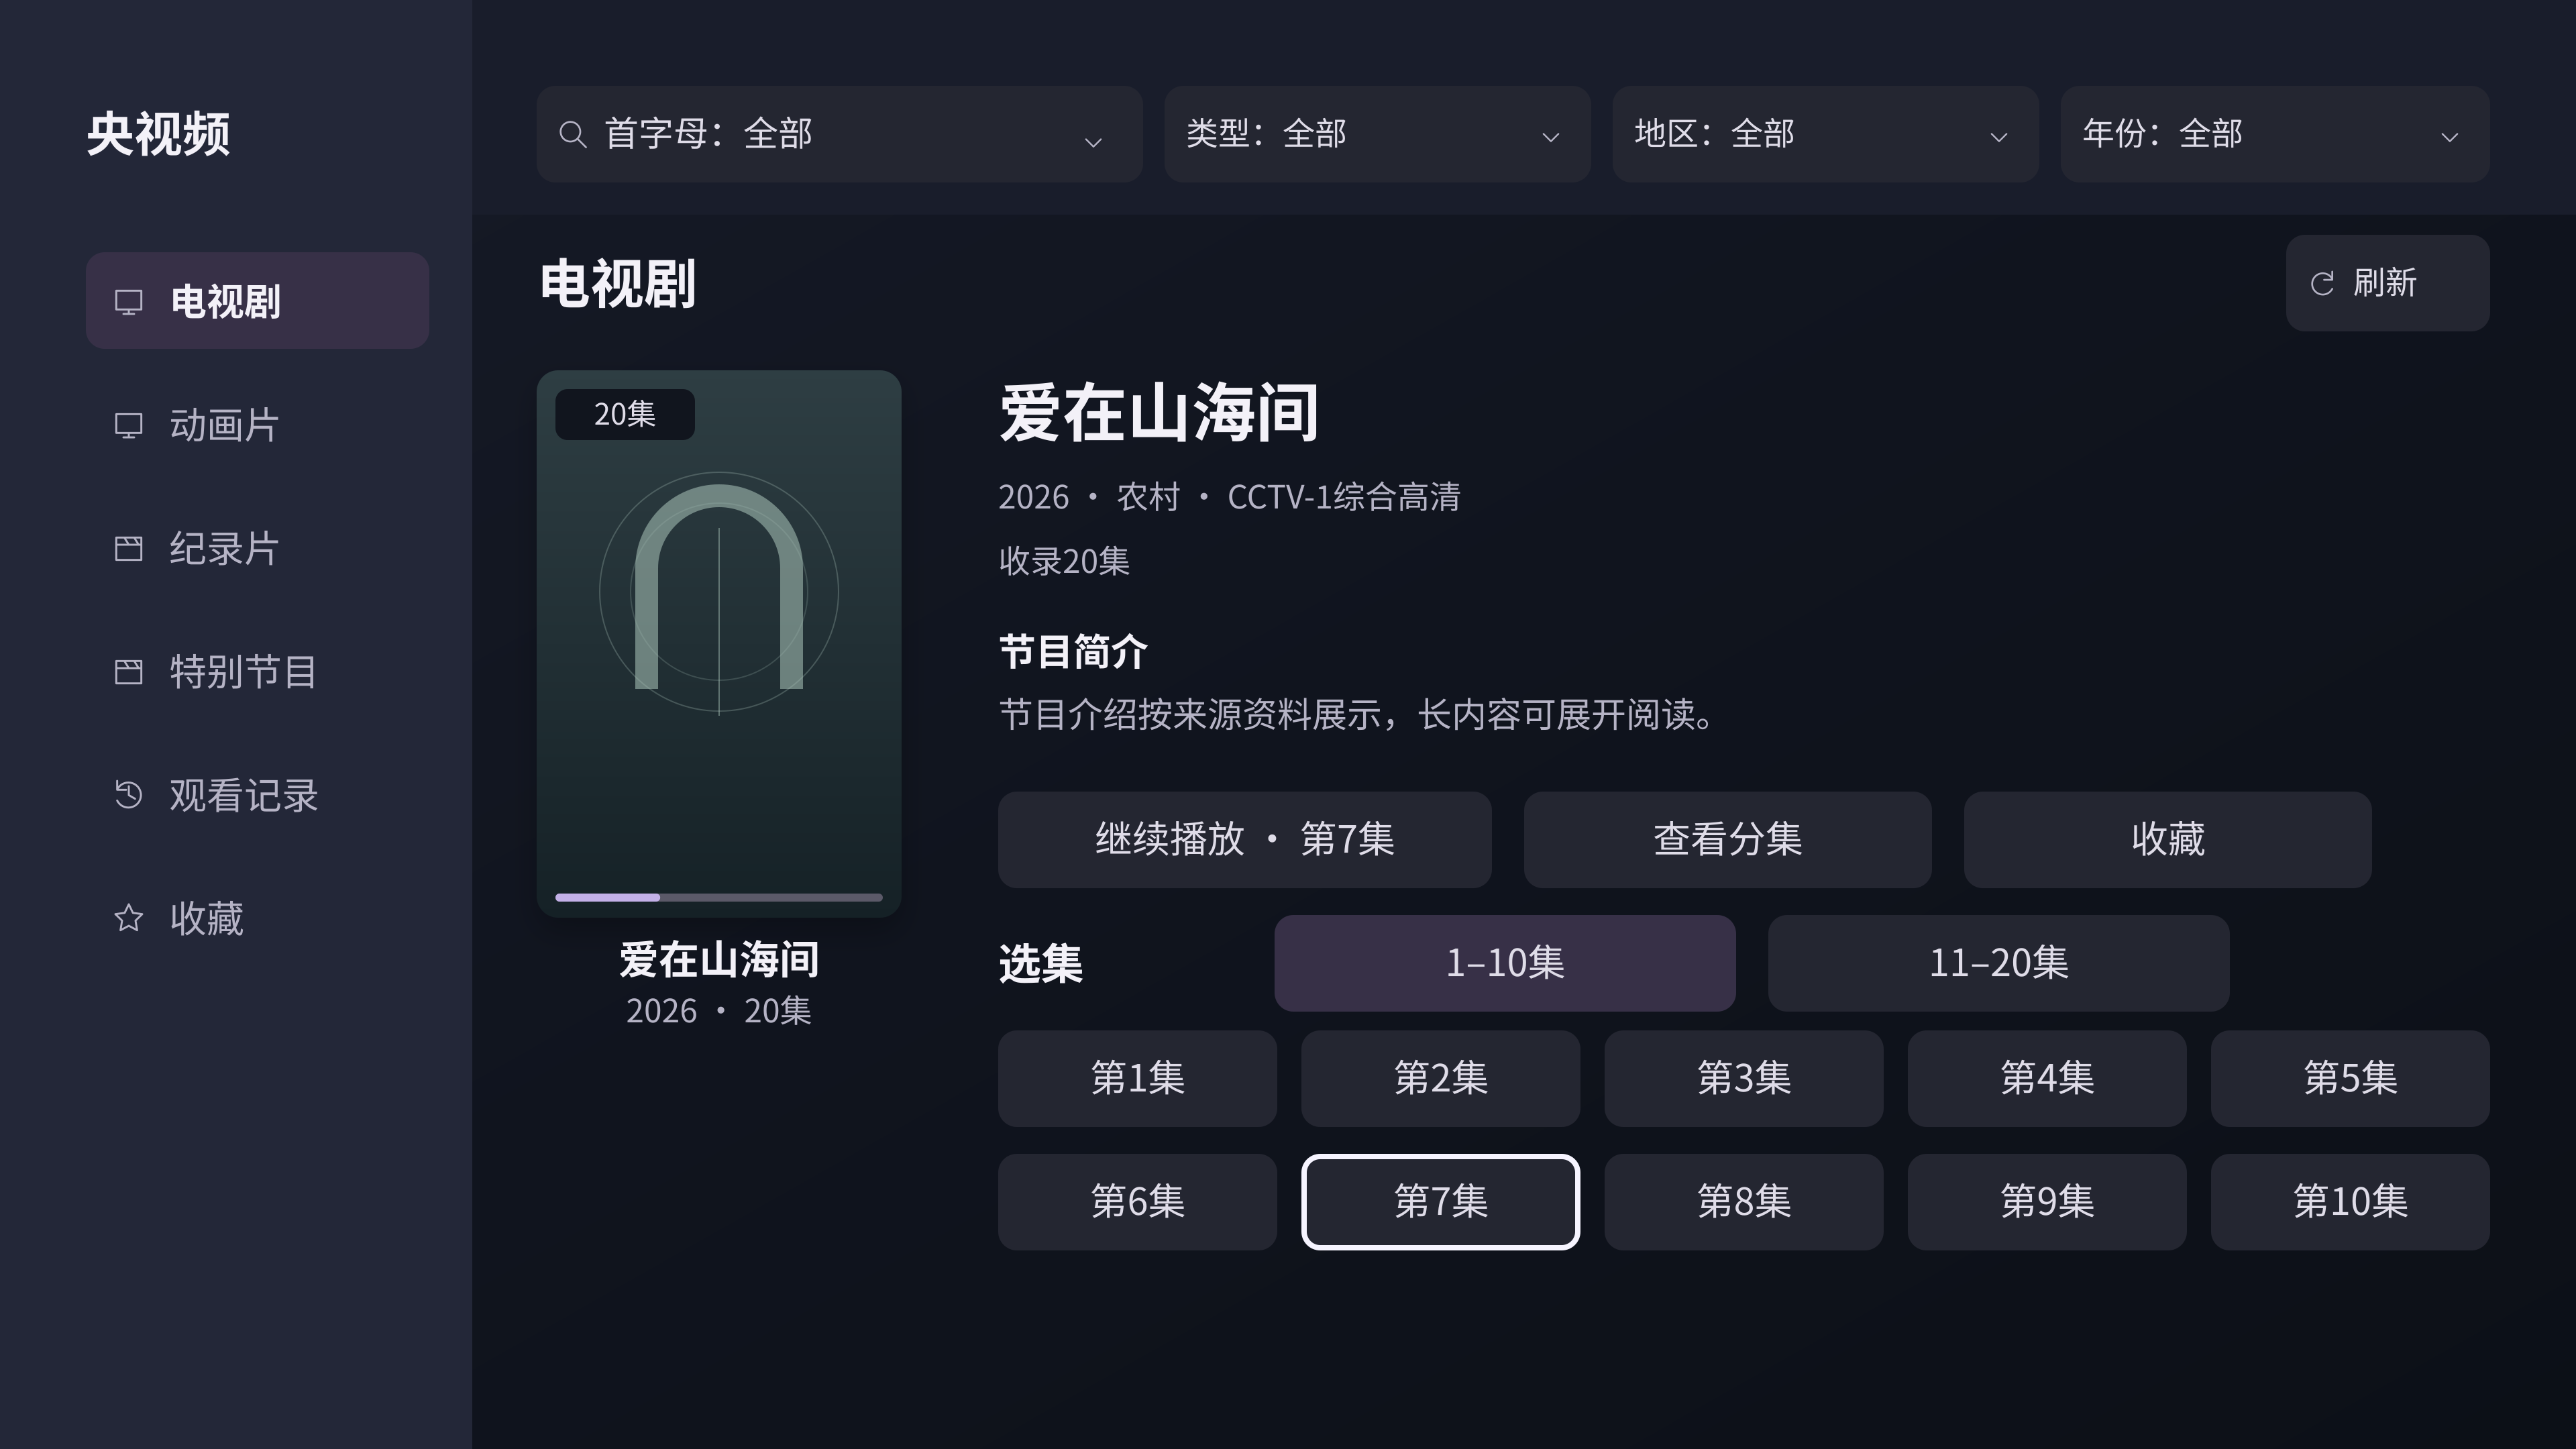 央视频
电视剧
动画片
纪录片
特别节目
观看记录
收藏
首字母：全部
类型：全部
地区：全部
年份：全部
电视剧
刷新
20集
爱在山海间
2026 · 20集
爱在山海间
2026 · 农村 · CCTV-1综合高清
收录20集
节目简介
节目介绍按来源资料展示，长内容可展开阅读。
继续播放 · 第7集
查看分集
收藏
选集
1–10集
11–20集
第1集
第2集
第3集
第4集
第5集
第6集
第7集
第8集
第9集
第10集